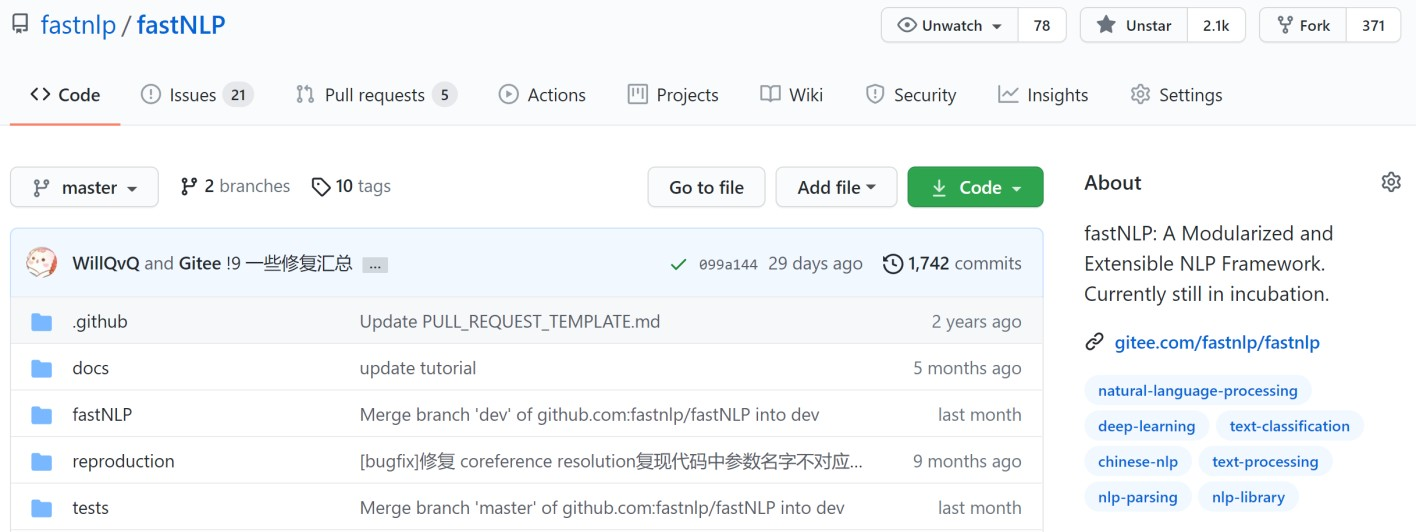 fastnlp / fastNLP
Unwatch 78 Unstar 2.1k Fork 371
Code Issues 21 Pull requests 5 Actions Projects Wiki Security Insights Settings
master 2 branches 10 tags Go to file Add file Code
WillQvQ and Gitee !9 一些修复汇总 ... 099a144 29 days ago 1,742 commits
.github Update PULL_REQUEST_TEMPLATE.md 2 years ago
docs update tutorial 5 months ago
fastNLP Merge branch 'dev' of github.com:fastnlp/fastNLP into dev last month
reproduction [bugfix]修复 coreference resolution复现代码中参数名字不对应... 9 months ago
tests Merge branch 'master' of github.com:fastnlp/fastNLP into dev last month
About
fastNLP: A Modularized and
Extensible NLP Framework.
Currently still in incubation.
gitee.com/fastnlp/fastnlp
natural-language-processing
deep-learning text-classification
chinese-nlp text-processing
nlp-parsing nlp-library